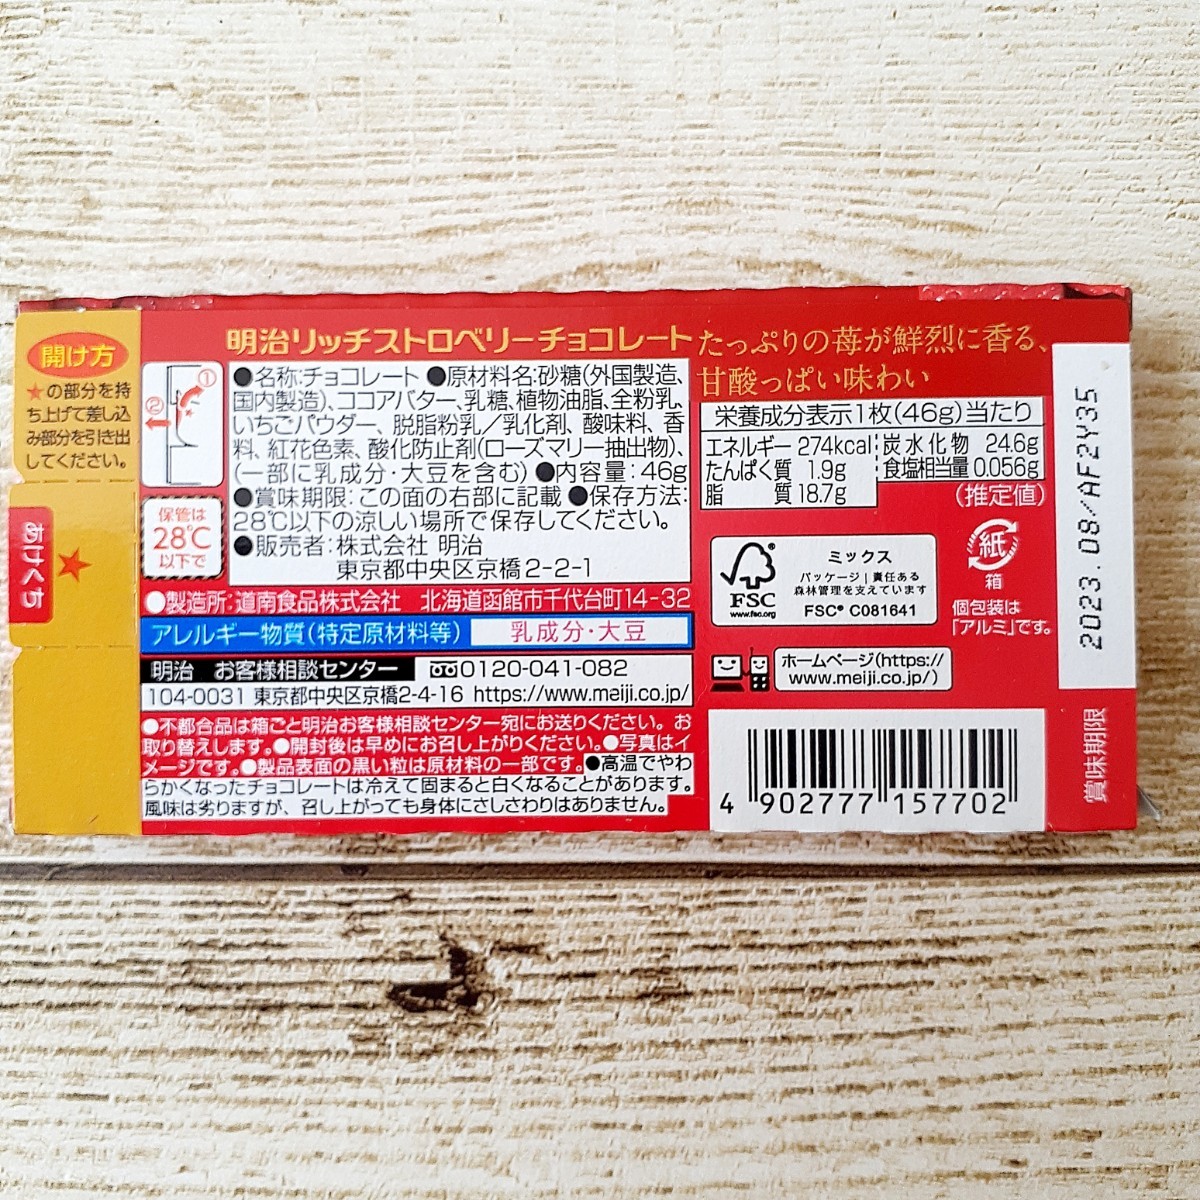 開け方
★の部分を持
ち上げて差し込
み部分を引き出
してください。
あけくち
①
②
保管は
28℃
以下で
明治リッチストロベリーチョコレート
●名称:チョコレート ●原材料名:砂糖(外国製造、
国内製造)、ココアバター、乳糖、植物油脂、全粉乳、
いちごパウダー、脱脂粉乳／乳化剤、酸味料、香
料、紅花色素、酸化防止剤(ローズマリー抽出物)、
(一部に乳成分・大豆を含む) ●内容量:46g
●賞味期限:この面の右部に記載 ●保存方法:
28℃以下の涼しい場所で保存してください。
●販売者:株式会社 明治
東京都中央区京橋2-2-1
●製造所:道南食品株式会社 北海道函館市千代台町14-32
アレルギー物質(特定原材料等) 乳成分・大豆
明治 お客様相談センター 0120-041-082
104-0031 東京都中央区京橋2-4-16 https://www.meiji.co.jp/
●不都合品は箱ごと明治お客様相談センター宛にお送りください。お
取り替えします。●開封後は早めにお召し上がりください。●写真はイ
メージです。●製品表面の黒い粒は原材料の一部です。●高温でやわ
らかくなったチョコレートは冷えて固まると白くなることがあります。
風味は劣りますが、召し上がっても身体にさしさわりはありません。
たっぷりの苺が鮮烈に香る、
甘酸っぱい味わい
栄養成分表示1枚(46g)当たり
エネルギー 274kcal 炭水化物 24.6g
たんぱく質 1.9g 食塩相当量 0.056g
脂質 18.7g
(推定値)
FSC
www.fsc.org
ミックス
パッケージ｜責任ある
森林管理を支えています
FSC® C081641
紙
箱
個包装は
「アルミ」です。
ホームページ(https://
www.meiji.co.jp/)
4 902777 157702
2023.08/AF2Y35
賞味期限